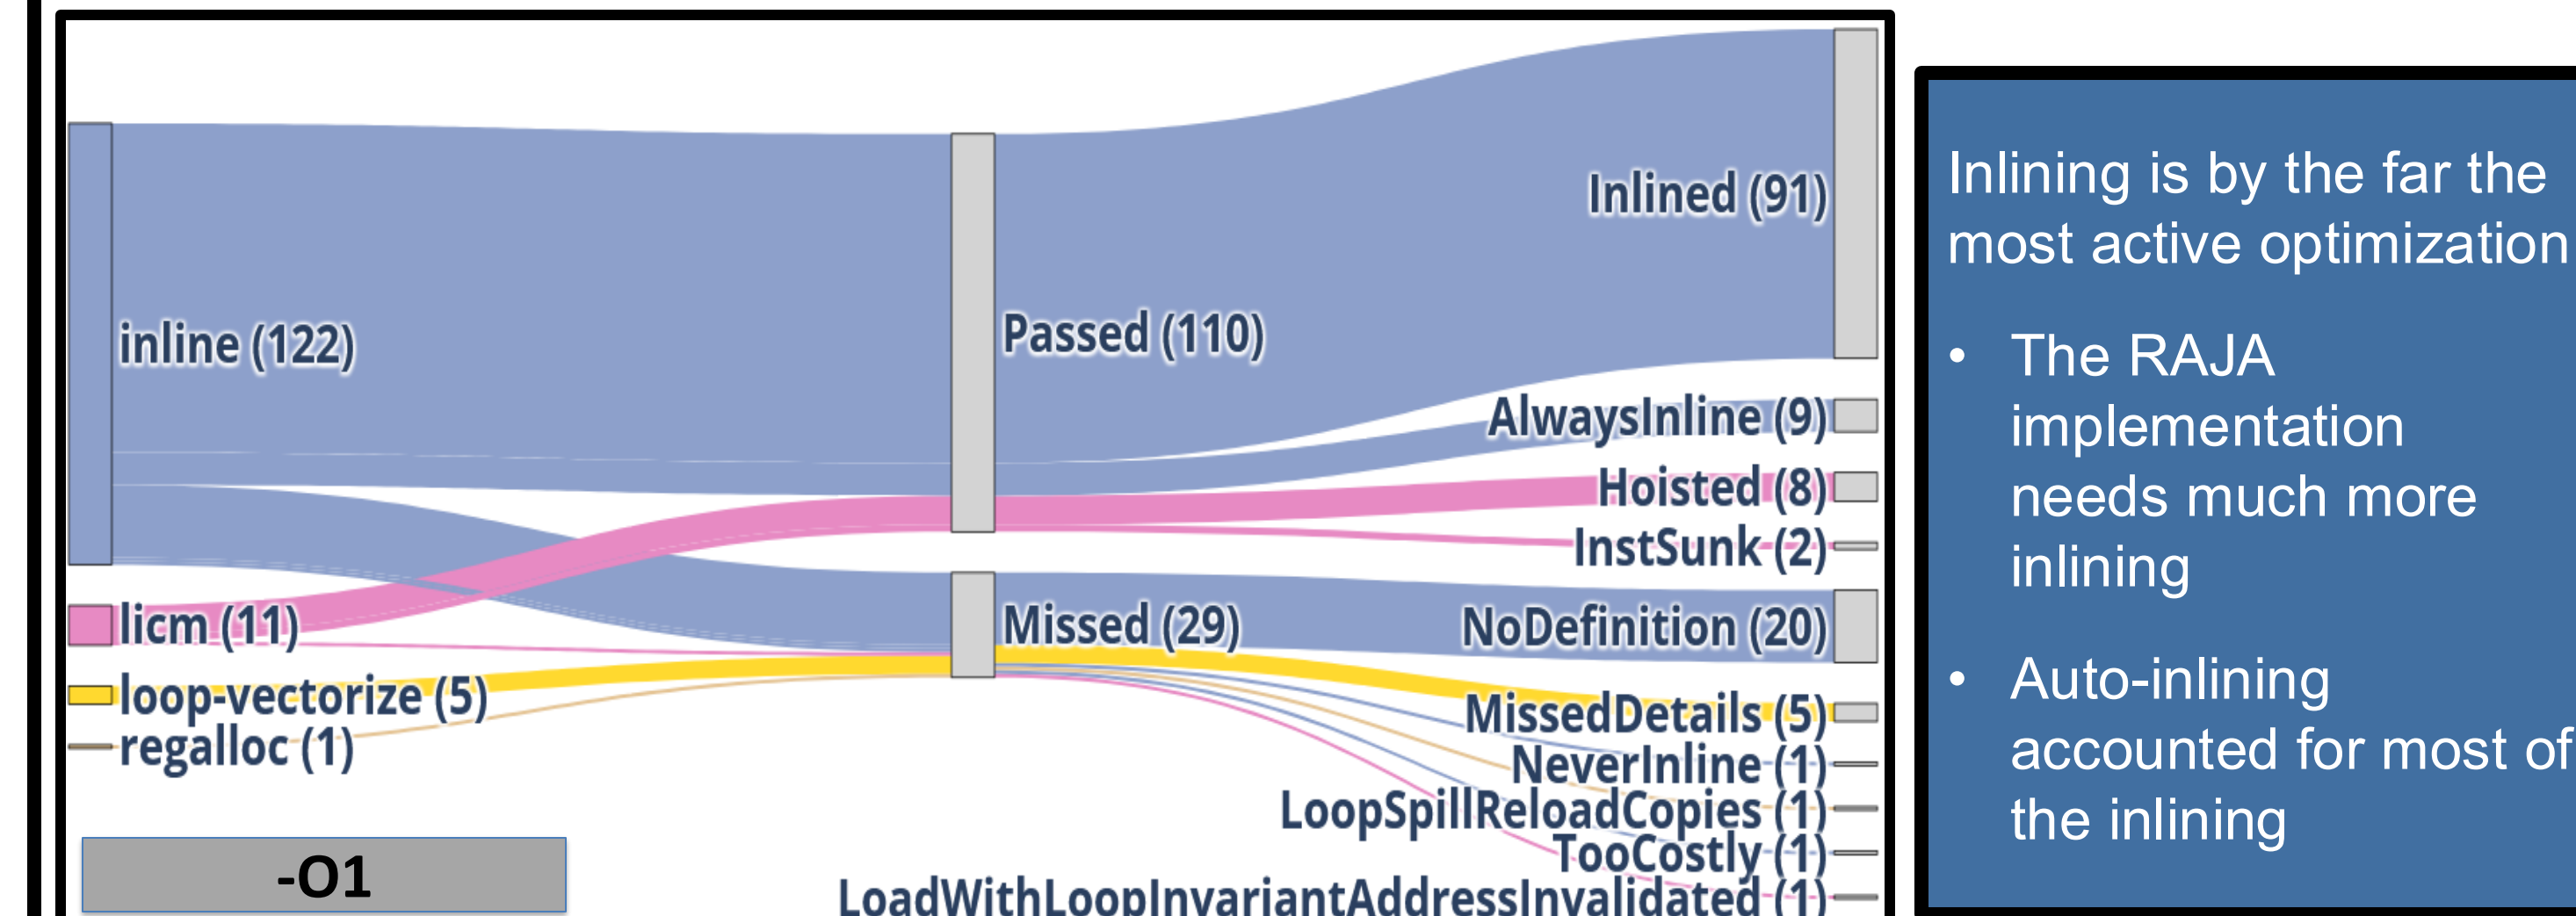 inline (122)
licm (11)
loop-vectorize (5)
regalloc (1)
-O1
Passed (110)
Missed (29)
Inlined (91)
AlwaysInline (9)
Hoisted (8)
InstSunk (2)
NoDefinition (20)
MissedDetails (5)
NeverInline (1)
LoopSpillReloadCopies (1)
TooCostly (1)
LoadWithLoopInvariantAddressInvalidated (1)
Inlining is by the far the
most active optimization
• The RAJA
implementation
needs much more
inlining
• Auto-inlining
accounted for most of
the inlining